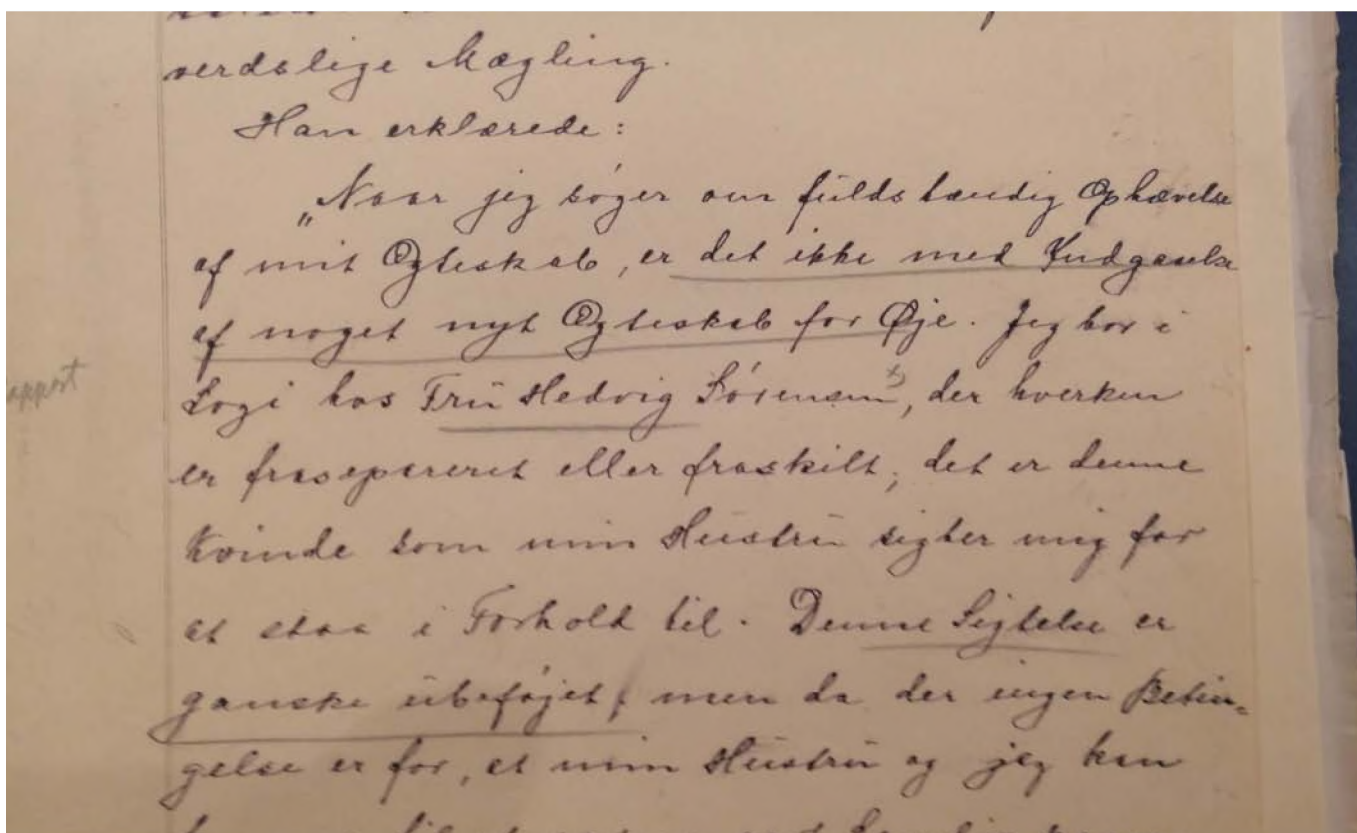 verdslige Mægling.
Han erklærede:
„Naar jeg søger om fuldstændig Ophævelse
af mit Ægteskab, er det ikke med Indgaaelse
af noget nyt Ægteskab for Øje. Jeg bor i
Logi hos Fru Hedvig Sørensen x), der hverken
er frasepareret eller fraskilt; det er denne
Kvinde som min Hustru sigter mig for
at staa i Forhold til. Denne Sigtelse er
ganske ubeføjet, men da der ingen Betin-
gelse er for, at min Hustru og jeg kan